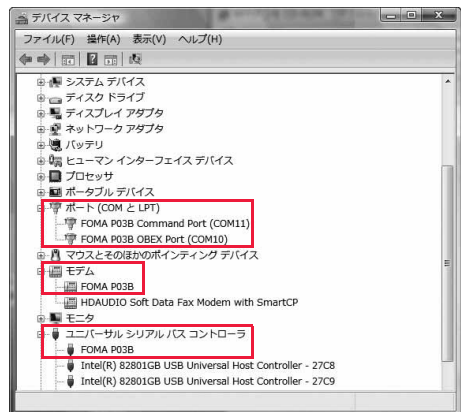 デバイス マネージャ
ファイル(F) 操作(A) 表示(V) ヘルプ(H)
システム デバイス
ディスク ドライブ
ディスプレイ アダプタ
ネットワーク アダプタ
バッテリ
ヒューマン インターフェイス デバイス
プロセッサ
ポータブル デバイス
ポート (COM と LPT)
FOMA P03B Command Port (COM11)
FOMA P03B OBEX Port (COM10)
マウスとそのほかのポインティング デバイス
モデム
FOMA P03B
HDAUDIO Soft Data Fax Modem with SmartCP
モニタ
ユニバーサル シリアル バス コントローラ
FOMA P03B
Intel(R) 82801GB USB Universal Host Controller - 27C8
Intel(R) 82801GB USB Universal Host Controller - 27C9